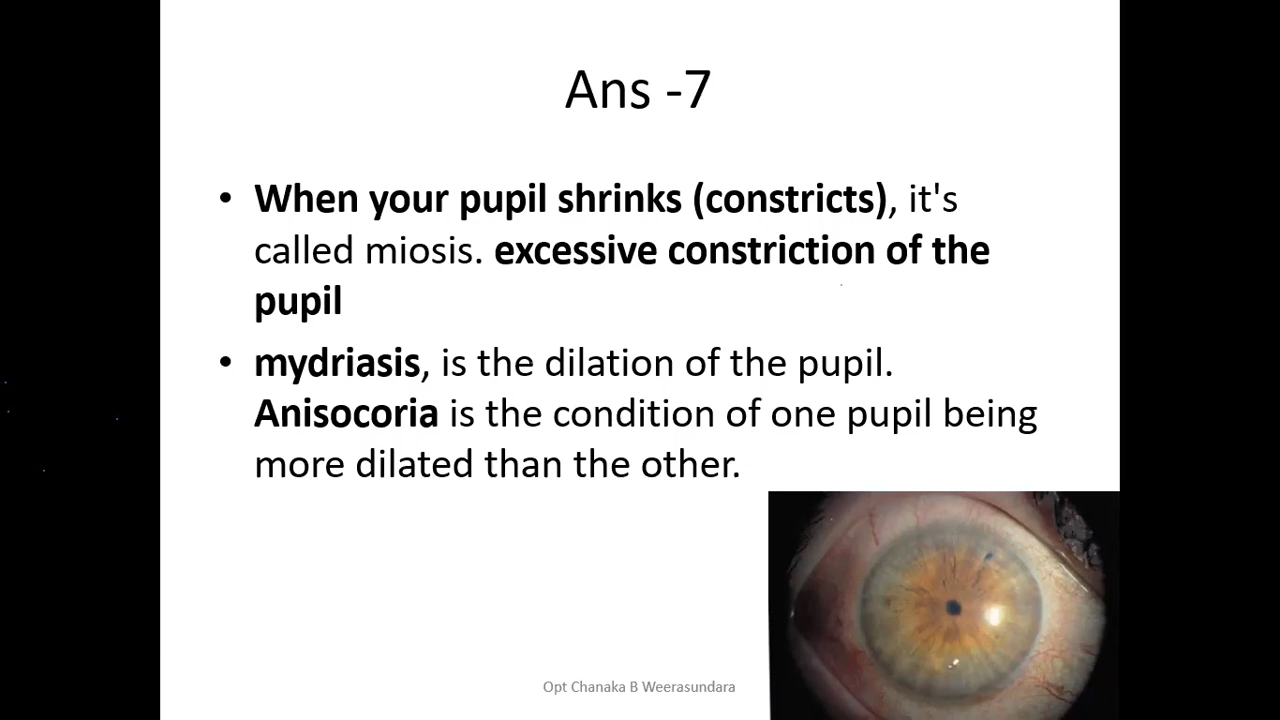 Ans -7
• When your pupil shrinks (constricts), it's
called miosis. excessive constriction of the
pupil
• mydriasis, is the dilation of the pupil.
Anisocoria is the condition of one pupil being
more dilated than the other.
Opt Chanaka B Weerasundara